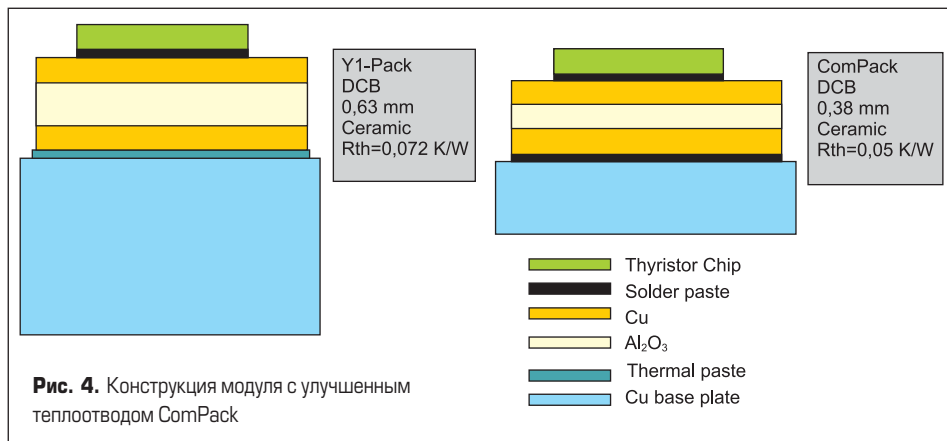 Y1-Pack
DCB
0,63 mm
Ceramic
Rth=0,072 K/W
ComPack
DCB
0,38 mm
Ceramic
Rth=0,05 K/W
Thyristor Chip
Solder paste
Cu
Al₂O₃
Thermal paste
Cu base plate
Рис. 4. Конструкция модуля с улучшенным
теплоотводом ComPack